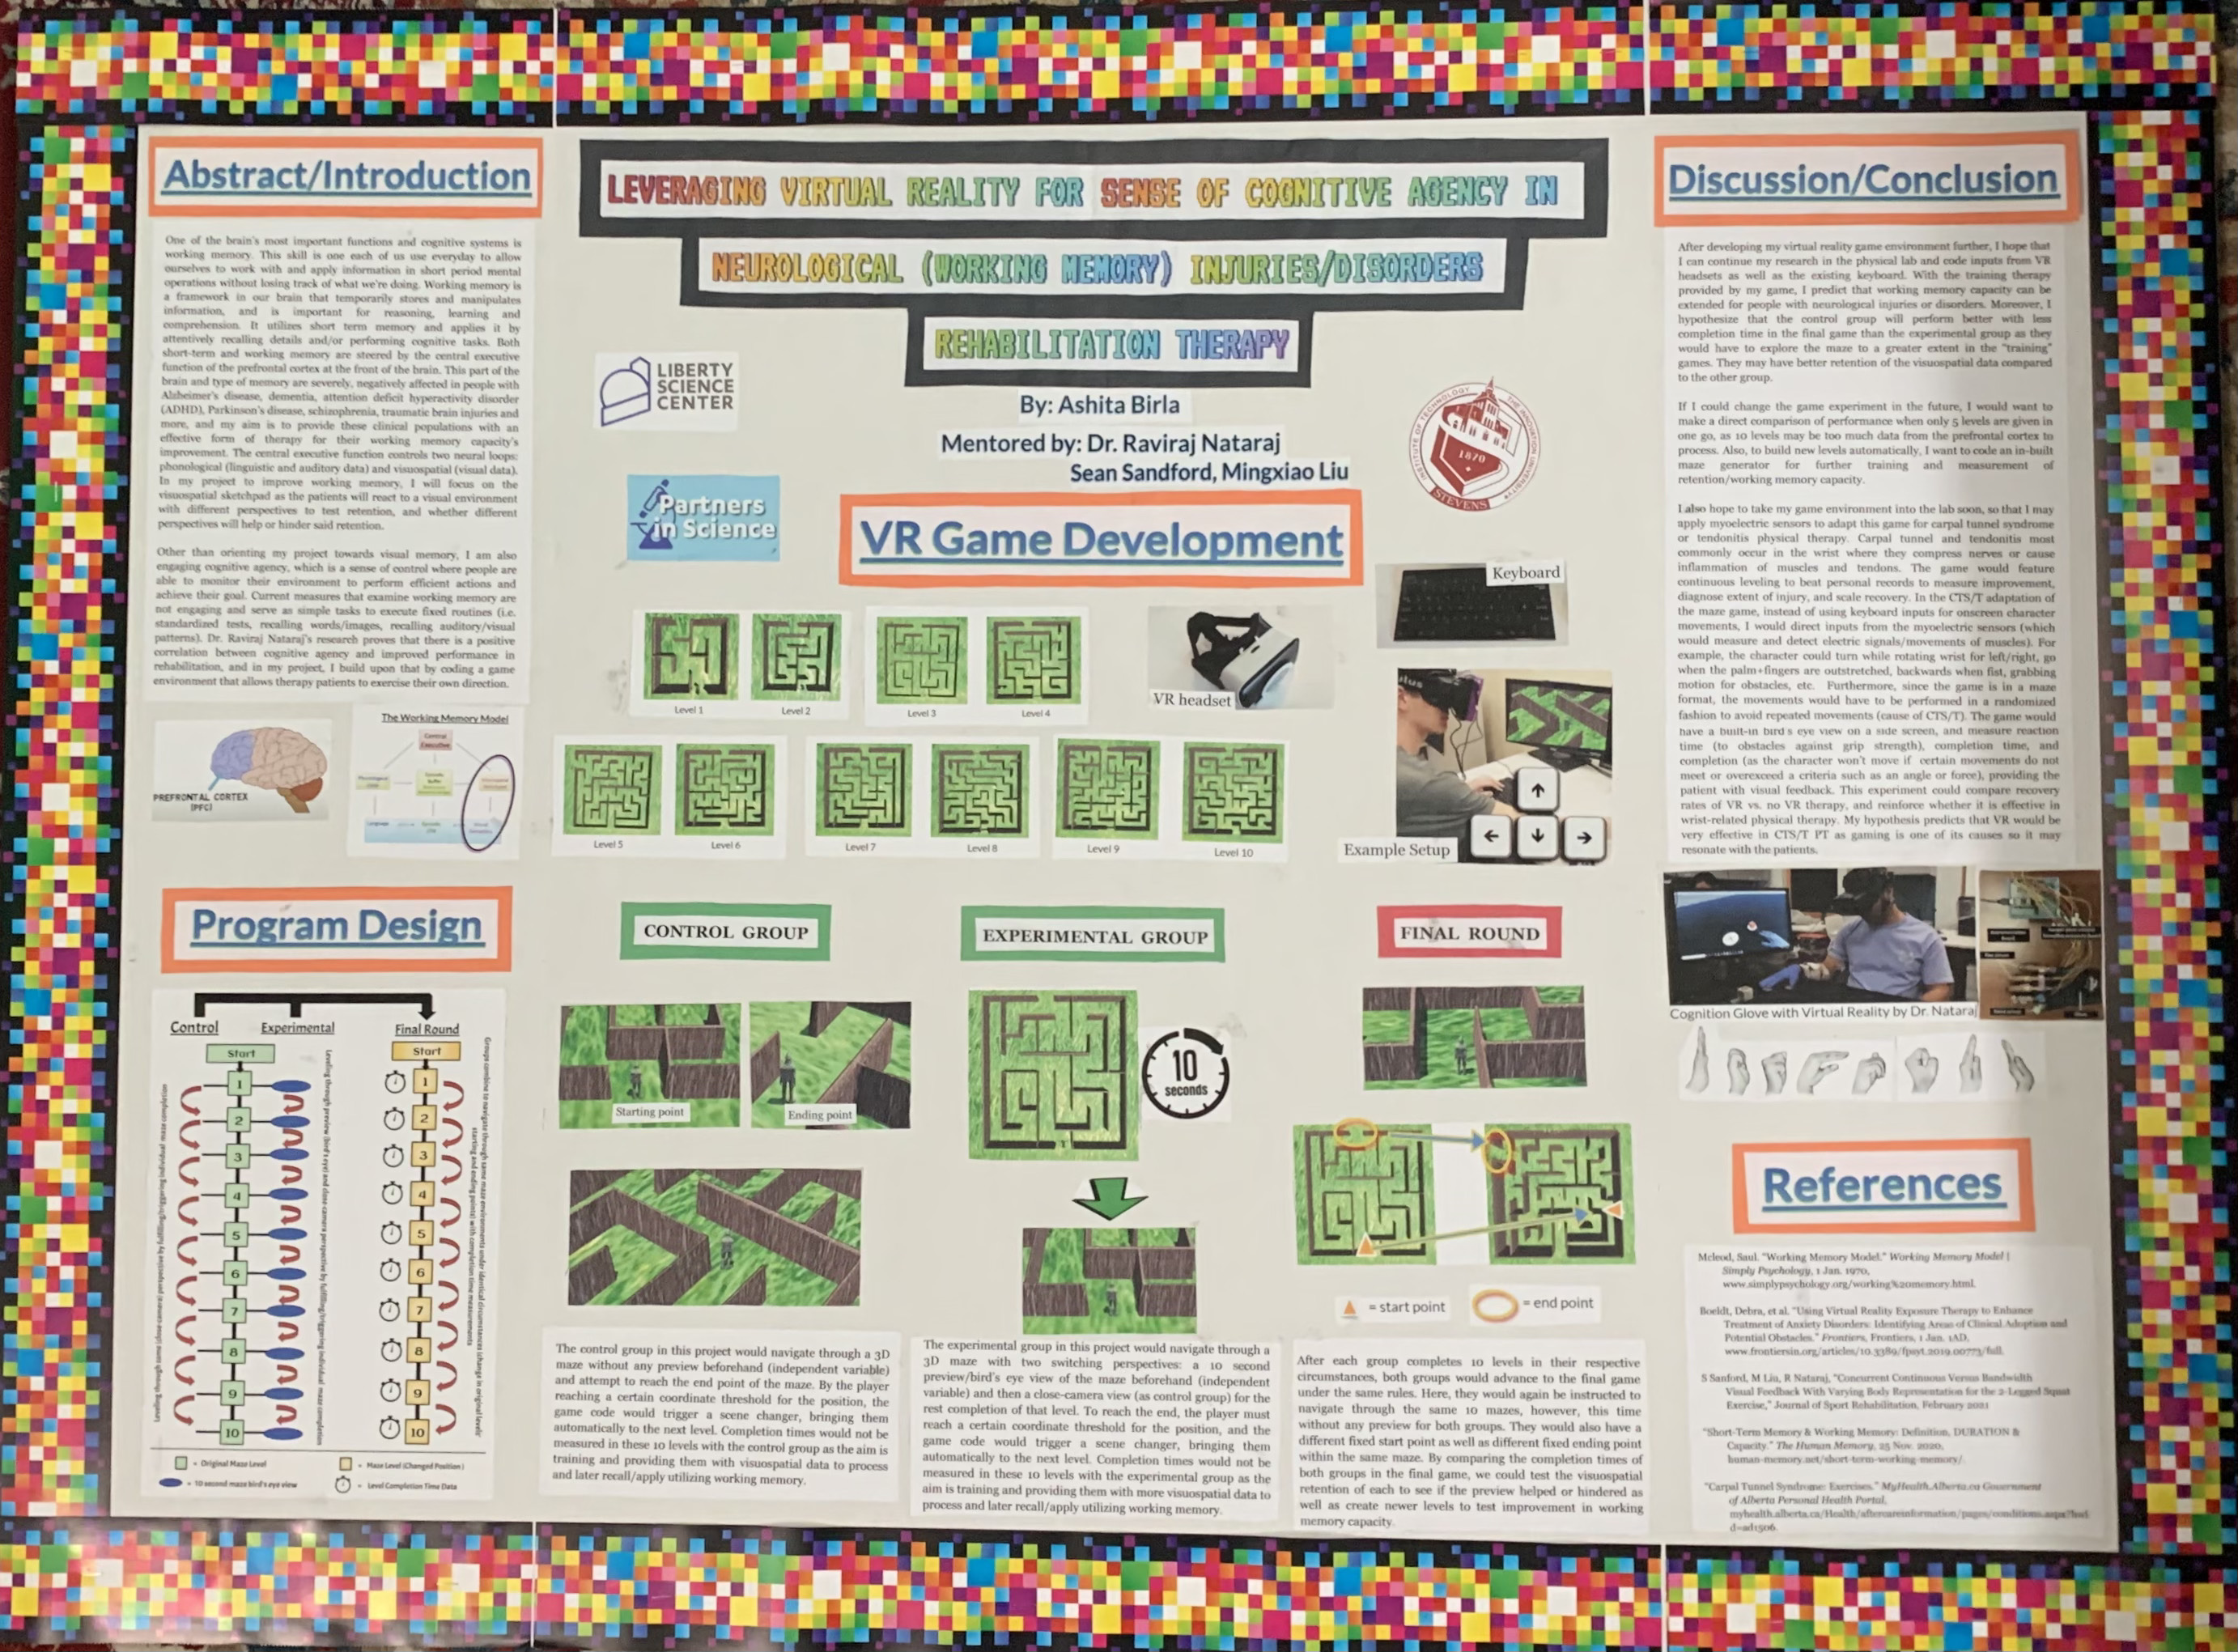 Abstract/Introduction
One of the brain's most important functions and cognitive systems is
working memory. This skill is one each of us use everyday to allow
ourselves to work with and apply information in short period mental
operations without losing track of what we're doing. Working memory is
a framework in our brain that temporarily stores and manipulates
information, and is important for reasoning, learning and
comprehension. It utilizes short term memory and applies it by
attentively recalling details and/or performing cognitive tasks. Both
short-term and working memory are steered by the central executive
function of the prefrontal cortex at the front of the brain. This part of the
brain and type of memory are severely, negatively affected in people with
Alzheimer's disease, dementia, attention deficit hyperactivity disorder
(ADHD), Parkinson's disease, schizophrenia, traumatic brain injuries and
more, and my aim is to provide these clinical populations with an
effective form of therapy for their working memory capacity's
improvement. The central executive function controls two neural loops:
phonological (linguistic and auditory data) and visuospatial (visual data).
In my project to improve working memory, I will focus on the
visuospatial sketchpad as the patients will react to a visual environment
with different perspectives to test retention, and whether different
perspectives will help or hinder said retention.
Other than orienting my project towards visual memory, I am also
engaging cognitive agency, which is a sense of control where people are
able to monitor their environment to perform efficient actions and
achieve their goal. Current measures that examine working memory are
not engaging and serve as simple tasks to execute fixed routines (i.e.
standardized tests, recalling words/images, recalling auditory/visual
patterns). Dr. Raviraj Nataraj's research proves that there is a positive
correlation between cognitive agency and improved performance in
rehabilitation, and in my project, I build upon that by coding a game
environment that allows therapy patients to exercise their own direction.
PREFRONTAL CORTEX
(PFC)
The Working Memory Model
Central
Executive
Language
Program Design
Control
Experimental
Final Round
Start
Start
1
2
3
4
5
6
7
8
9
10
1
2
3
4
5
6
7
8
9
10
= Original Maze Level
= Maze Level (Changed Position)
= 10 second maze bird's eye view
= Level Completion Time Data
LEVERAGING VIRTUAL REALITY FOR SENSE OF COGNITIVE AGENCY IN
NEUROLOGICAL (WORKING MEMORY) INJURIES/DISORDERS
REHABILITATION THERAPY
LIBERTY
SCIENCE
CENTER
Partners
in Science
By: Ashita Birla
Mentored by: Dr. Raviraj Nataraj
Sean Sandford, Mingxiao Liu
STEVENS
INSTITUTE OF TECHNOLOGY
THE INNOVATION UNIVERSITY
1870
VR Game Development
Level 1
Level 2
Level 3
Level 4
VR headset
Keyboard
Level 5
Level 6
Level 7
Level 8
Level 9
Level 10
Example Setup
CONTROL GROUP
Starting point
Ending point
The control group in this project would navigate through a 3D
maze without any preview beforehand (independent variable)
and attempt to reach the end point of the maze. By the player
reaching a certain coordinate threshold for the position, the
game code would trigger a scene changer, bringing them
automatically to the next level. Completion times would not be
measured in these 10 levels with the control group as the aim is
training and providing them with visuospatial data to process
and later recall/apply utilizing working memory.
EXPERIMENTAL GROUP
10
seconds
The experimental group in this project would navigate through a
3D maze with two switching perspectives: a 10 second
preview/bird's eye view of the maze beforehand (independent
variable) and then a close-camera view (as control group) for the
rest completion of that level. To reach the end, the player must
reach a certain coordinate threshold for the position, and the
game code would trigger a scene changer, bringing them
automatically to the next level. Completion times would not be
measured in these 10 levels with the experimental group as the
aim is training and providing them with more visuospatial data to
process and later recall/apply utilizing working memory.
FINAL ROUND
= start point
= end point
After each group completes 10 levels in their respective
circumstances, both groups would advance to the final game
under the same rules. Here, they would again be instructed to
navigate through the same 10 mazes, however, this time
without any preview for both groups. They would also have a
different fixed start point as well as different fixed ending point
within the same maze. By comparing the completion times of
both groups in the final game, we could test the visuospatial
retention of each to see if the preview helped or hindered as
well as create newer levels to test improvement in working
memory capacity.
Discussion/Conclusion
After developing my virtual reality game environment further, I hope that
I can continue my research in the physical lab and code inputs from VR
headsets as well as the existing keyboard. With the training therapy
provided by my game, I predict that working memory capacity can be
extended for people with neurological injuries or disorders. Moreover, I
hypothesize that the control group will perform better with less
completion time in the final game than the experimental group as they
would have to explore the maze to a greater extent in the "training"
games. They may have better retention of the visuospatial data compared
to the other group.
If I could change the game experiment in the future, I would want to
make a direct comparison of performance when only 5 levels are given in
one go, as 10 levels may be too much data from the prefrontal cortex to
process. Also, to build new levels automatically, I want to code an in-built
maze generator for further training and measurement of
retention/working memory capacity.
I also hope to take my game environment into the lab soon, so that I may
apply myoelectric sensors to adapt this game for carpal tunnel syndrome
or tendonitis physical therapy. Carpal tunnel and tendonitis most
commonly occur in the wrist where they compress nerves or cause
inflammation of muscles and tendons. The game would feature
continuous leveling to beat personal records to measure improvement,
diagnose extent of injury, and scale recovery. In the CTS/T adaptation of
the maze game, instead of using keyboard inputs for onscreen character
movements, I would direct inputs from the myoelectric sensors (which
would measure and detect electric signals/movements of muscles). For
example, the character could turn while rotating wrist for left/right, go
when the palm+fingers are outstretched, backwards when fist, grabbing
motion for obstacles, etc. Furthermore, since the game is in a maze
format, the movements would have to be performed in a randomized
fashion to avoid repeated movements (cause of CTS/T). The game would
have a built-in bird's eye view on a side screen, and measure reaction
time (to obstacles against grip strength), completion time, and
completion (as the character won't move if certain movements do not
meet or overexceed a criteria such as an angle or force), providing the
patient with visual feedback. This experiment could compare recovery
rates of VR vs. no VR therapy, and reinforce whether it is effective in
wrist-related physical therapy. My hypothesis predicts that VR would be
very effective in CTS/T PT as gaming is one of its causes so it may
resonate with the patients.
Cognition Glove with Virtual Reality by Dr. Nataraj
References
Mcleod, Saul. "Working Memory Model." Working Memory Model |
Simply Psychology, 1 Jan. 1970,
www.simplypsychology.org/working%20memory.html.
Boeldt, Debra, et al. "Using Virtual Reality Exposure Therapy to Enhance
Treatment of Anxiety Disorders: Identifying Areas of Clinical Adoption and
Potential Obstacles." Frontiers, Frontiers, 1 Jan. 1AD,
www.frontiersin.org/articles/10.3389/fpsyt.2019.00773/full.
S Sanford, M Liu, R Nataraj, "Concurrent Continuous Versus Bandwidth
Visual Feedback With Varying Body Representation for the 2-Legged Squat
Exercise," Journal of Sport Rehabilitation, February 2021
"Short-Term Memory & Working Memory: Definition, DURATION &
Capacity." The Human Memory, 25 Nov. 2020,
human-memory.net/short-term-working-memory/.
"Carpal Tunnel Syndrome: Exercises." MyHealth.Alberta.ca Government
of Alberta Personal Health Portal,
myhealth.alberta.ca/Health/aftercareinformation/pages/conditions.aspx?hwi
d=ad1506.